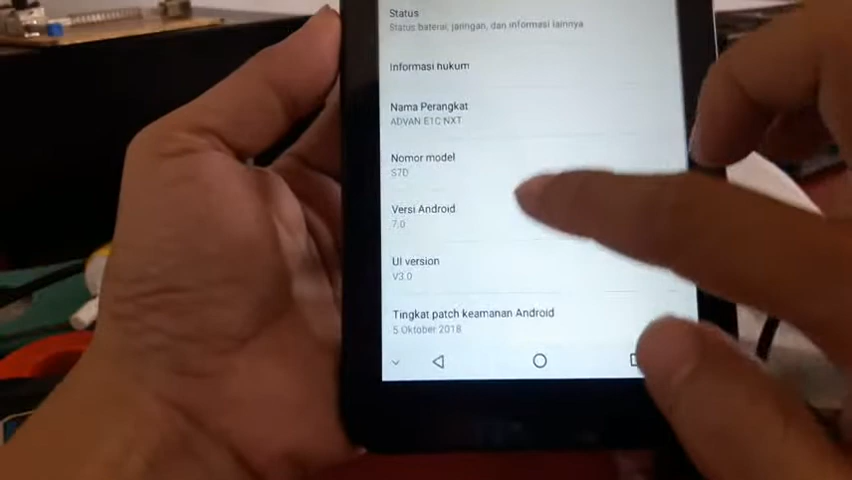 Status
Status baterai, jaringan, dan informasi lainnya
Informasi hukum
Nama Perangkat
ADVAN E1C NXT
Nomor model
S7D
Versi Android
7.0
UI version
V3.0
Tingkat patch keamanan Android
5 Oktober 2018